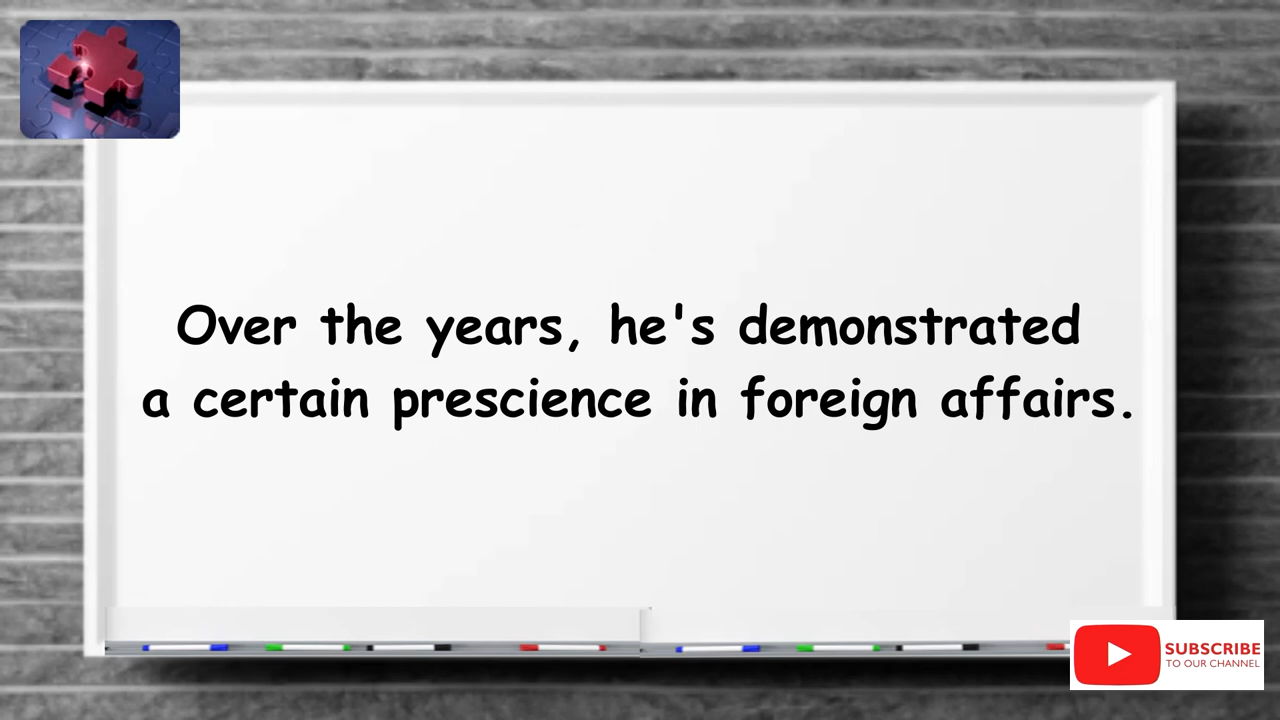 Over the years, he's demonstrated
a certain prescience in foreign affairs.
SUBSCRIBE
TO OUR CHANNEL